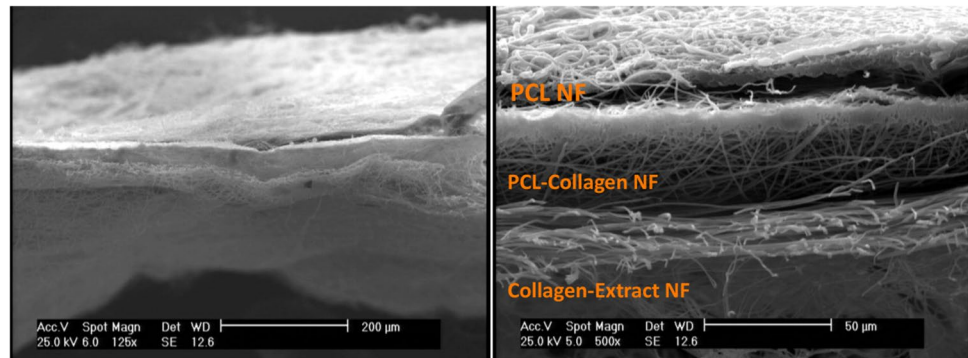 Acc.V Spot Magn Det WD 200 µm
25.0 kV 6.0 125x SE 12.6
PCL NF
PCL-Collagen NF
Collagen-Extract NF
Acc.V Spot Magn Det WD 50 µm
25.0 kV 5.0 500x SE 12.6